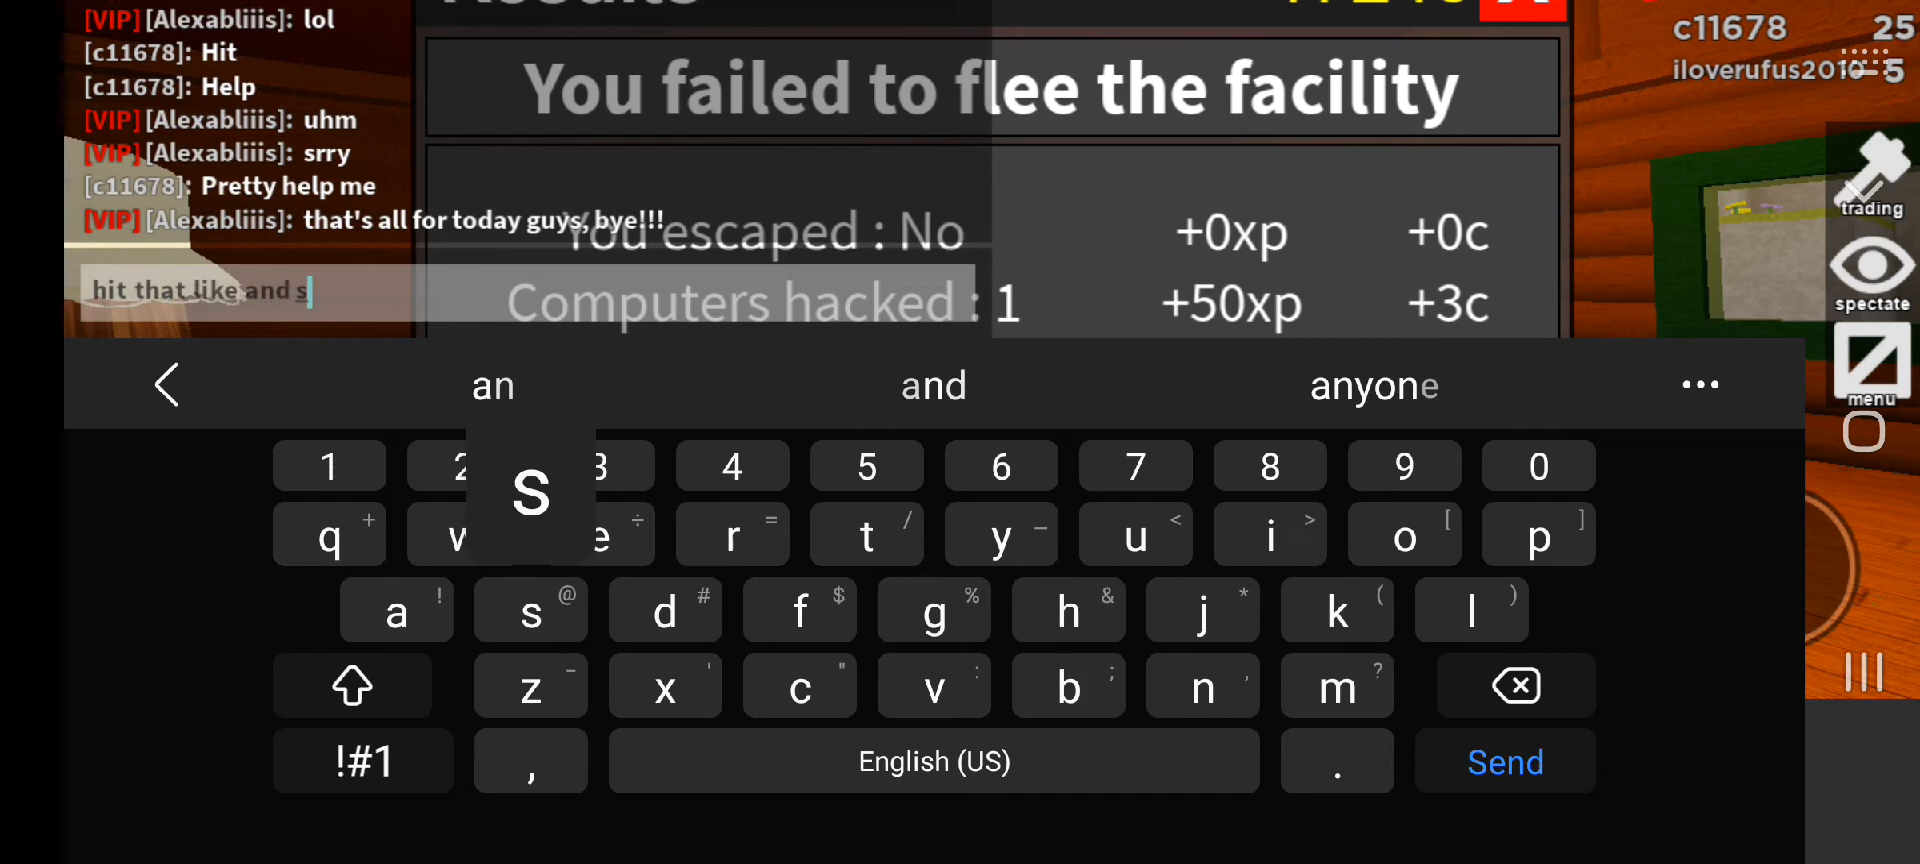 [VIP] [Alexabliiis]: lol
[c11678]: Hit
[c11678]: Help
[VIP] [Alexabliiis]: uhm
[VIP] [Alexabliiis]: srry
[c11678]: Pretty help me
[VIP] [Alexabliiis]: that's all for today guys, bye!!!
hit that like and s
You failed to flee the facility
You escaped : No +0xp +0c
Computers hacked : 1 +50xp +3c
c11678 25
iloverufus2010 5
trading
spectate
menu
an and anyone ...
1 2 3 4 5 6 7 8 9 0
s
q + w e ÷ r = t / y _ u < i > o [ p ]
a ! s @ d # f $ g % h & j * k ( l )
z - x ' c " v : b ; n , m ?
!#1 , English (US) . Send